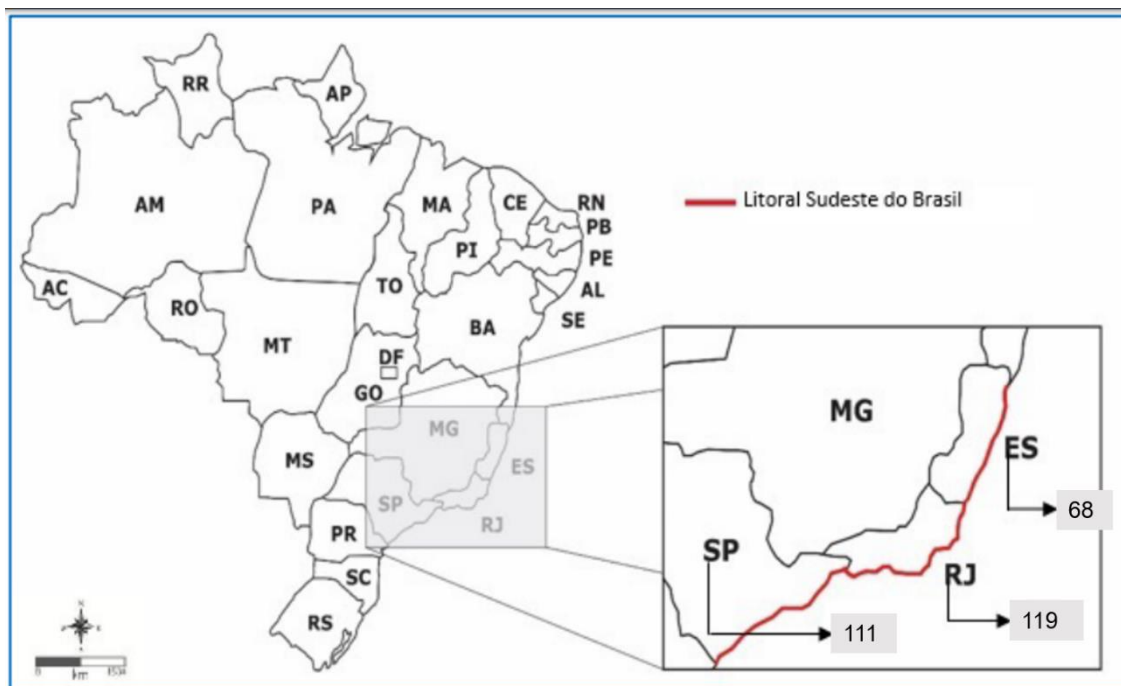 RR
AP
AM
PA
MA
CE
RN
PB
PI
PE
AC
RO
TO
AL
SE
BA
MT
DF
GO
MS
MG
ES
SP
RJ
PR
SC
RS
Litoral Sudeste do Brasil
MG
ES
68
SP
RJ
111
119
N
0
km